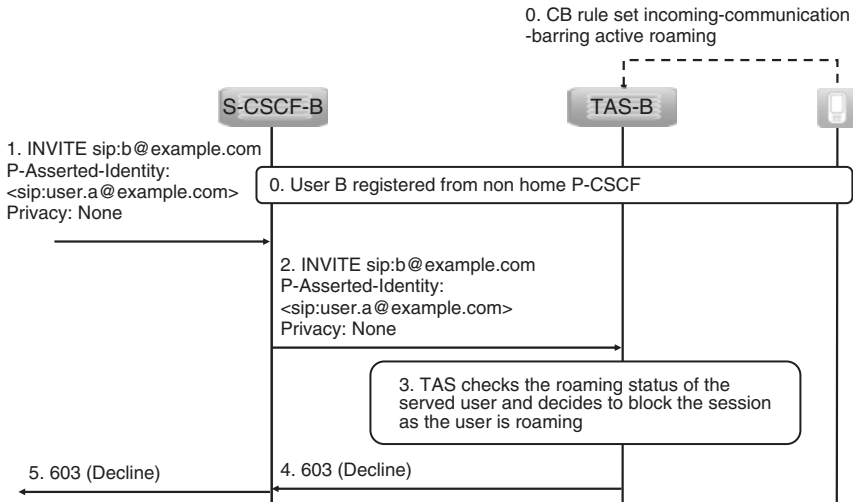 0. CB rule set incoming-communication
-barring active roaming
S-CSCF-B
TAS-B
1. INVITE sip:b@example.com
P-Asserted-Identity:
<sip:user.a@example.com>
Privacy: None
0. User B registered from non home P-CSCF
2. INVITE sip:b@example.com
P-Asserted-Identity:
<sip:user.a@example.com>
Privacy: None
3. TAS checks the roaming status of the
served user and decides to block the session
as the user is roaming
5. 603 (Decline)
4. 603 (Decline)